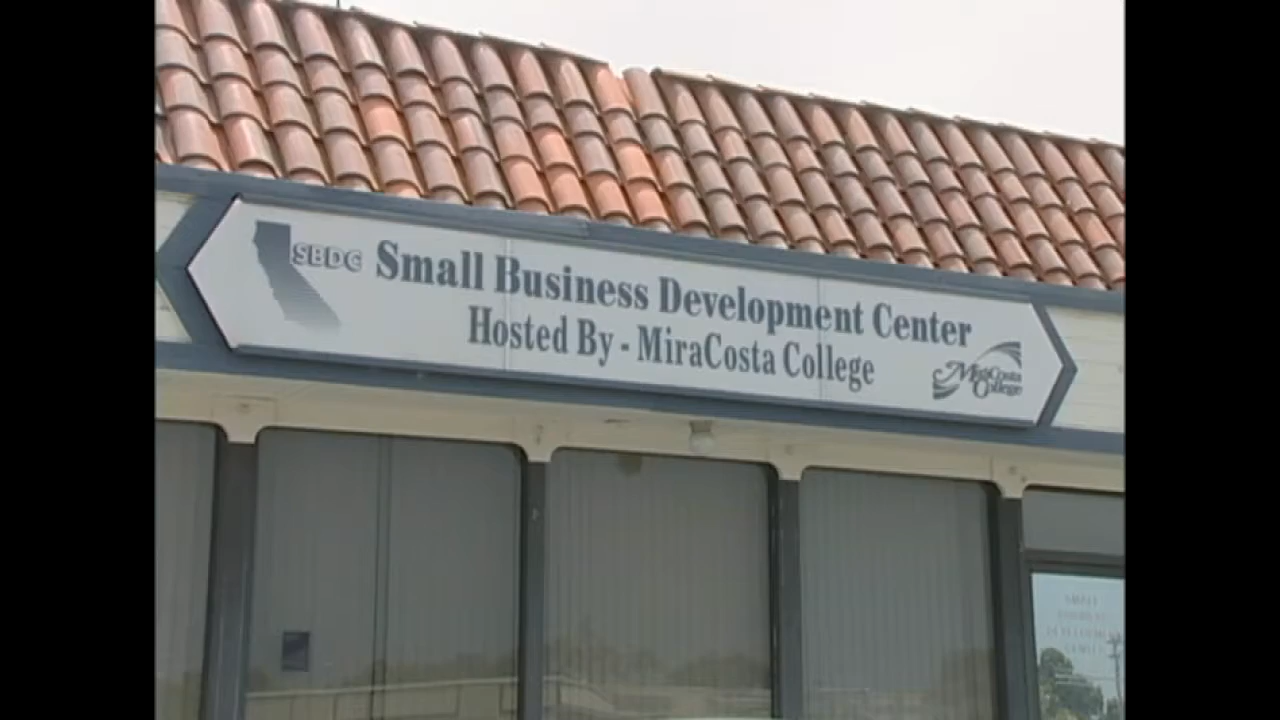 SBDC
Small Business Development Center
Hosted By - MiraCosta College
MiraCosta
College